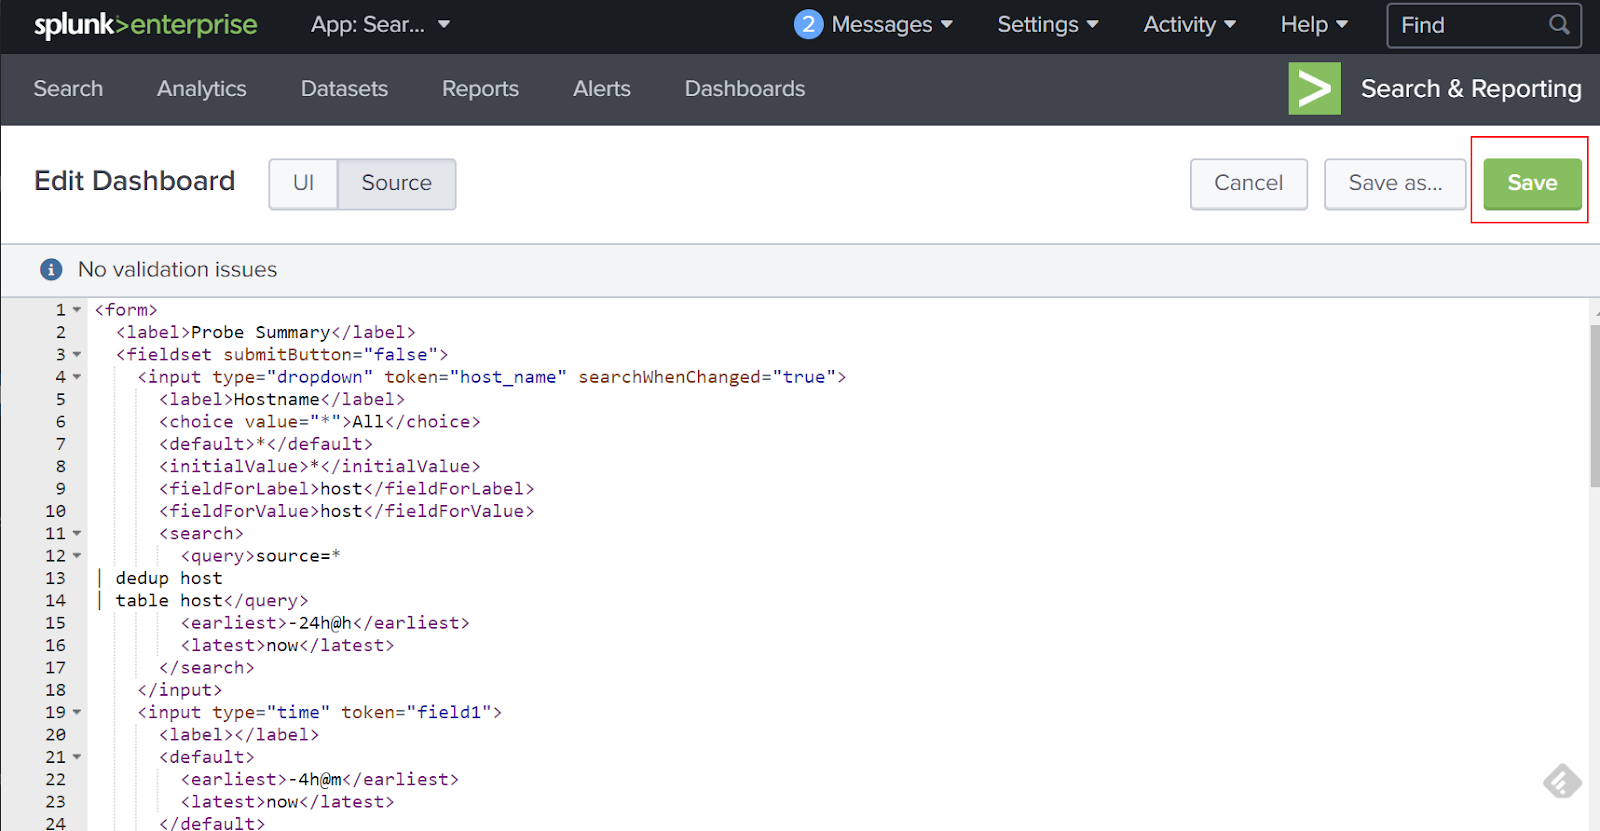 splunk>enterprise App: Sear... Messages 2 Settings Activity Help Find
Search Analytics Datasets Reports Alerts Dashboards Search & Reporting
Edit Dashboard UI Source Cancel Save as... Save
No validation issues
1 <form>
2 <label>Probe Summary</label>
3 <fieldset submitButton="false">
4 <input type="dropdown" token="host_name" searchWhenChanged="true">
5 <label>Hostname</label>
6 <choice value="*">All</choice>
7 <default>*</default>
8 <initialValue>*</initialValue>
9 <fieldForLabel>host</fieldForLabel>
10 <fieldForValue>host</fieldForValue>
11 <search>
12 <query>source=*
13 | dedup host
14 | table host</query>
15 <earliest>-24h@h</earliest>
16 <latest>now</latest>
17 </search>
18 </input>
19 <input type="time" token="field1">
20 <label></label>
21 <default>
22 <earliest>-4h@m</earliest>
23 <latest>now</latest>
24 </default>